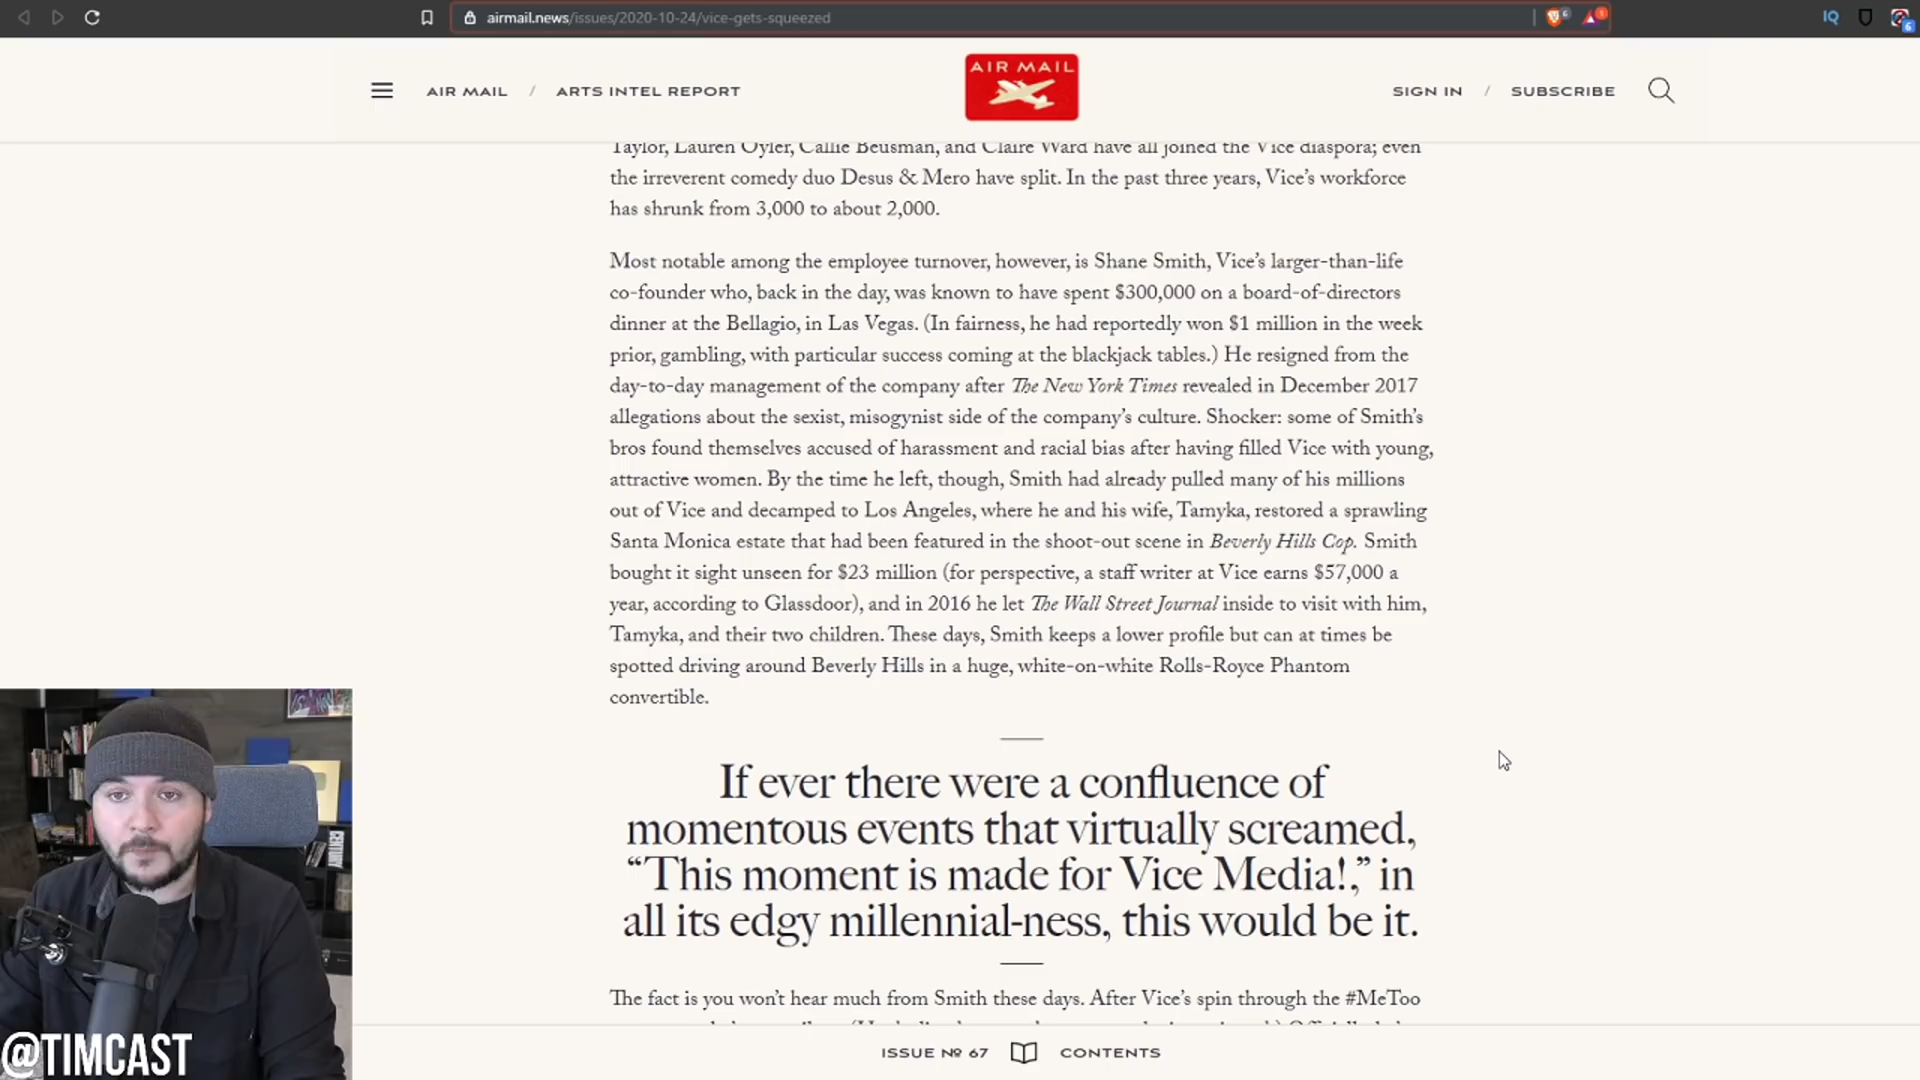 airmail.news/issues/2020-10-24/vice-gets-squeezed
IQ
AIR MAIL / ARTS INTEL REPORT
AIR MAIL
SIGN IN / SUBSCRIBE
Taylor, Lauren Oyler, Callie Beusman, and Claire Ward have all joined the Vice diaspora; even
the irreverent comedy duo Desus & Mero have split. In the past three years, Vice’s workforce
has shrunk from 3,000 to about 2,000.
Most notable among the employee turnover, however, is Shane Smith, Vice’s larger-than-life
co-founder who, back in the day, was known to have spent $300,000 on a board-of-directors
dinner at the Bellagio, in Las Vegas. (In fairness, he had reportedly won $1 million in the week
prior, gambling, with particular success coming at the blackjack tables.) He resigned from the
day-to-day management of the company after The New York Times revealed in December 2017
allegations about the sexist, misogynist side of the company’s culture. Shocker: some of Smith’s
bros found themselves accused of harassment and racial bias after having filled Vice with young,
attractive women. By the time he left, though, Smith had already pulled many of his millions
out of Vice and decamped to Los Angeles, where he and his wife, Tamyka, restored a sprawling
Santa Monica estate that had been featured in the shoot-out scene in Beverly Hills Cop. Smith
bought it sight unseen for $23 million (for perspective, a staff writer at Vice earns $57,000 a
year, according to Glassdoor), and in 2016 he let The Wall Street Journal inside to visit with him,
Tamyka, and their two children. These days, Smith keeps a lower profile but can at times be
spotted driving around Beverly Hills in a huge, white-on-white Rolls-Royce Phantom
convertible.
If ever there were a confluence of
momentous events that virtually screamed,
“This moment is made for Vice Media!,” in
all its edgy millennial-ness, this would be it.
The fact is you won’t hear much from Smith these days. After Vice’s spin through the #MeToo
ISSUE Nº 67 CONTENTS
@TIMCAST